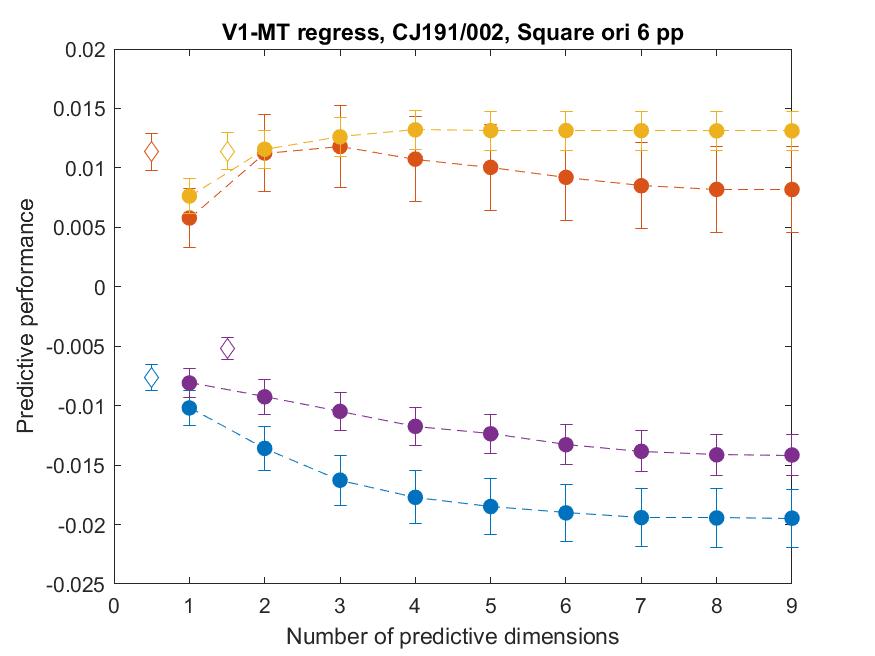 V1-MT regress, CJ191/002, Square ori 6 pp
0.02
0.015
0.01
0.005
0
-0.005
-0.01
-0.015
-0.02
-0.025
Predictive performance
0 1 2 3 4 5 6 7 8 9
Number of predictive dimensions